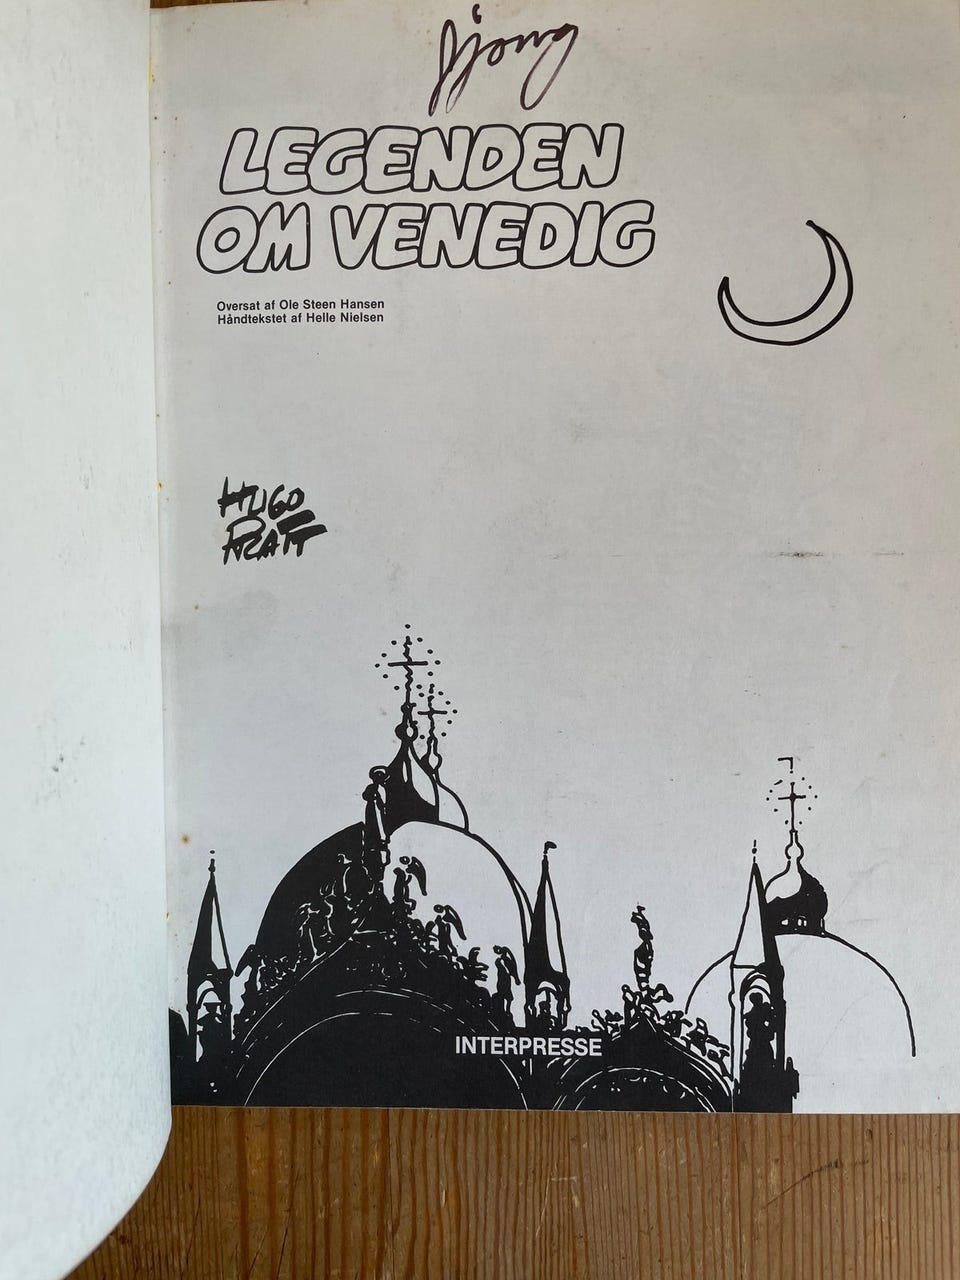 LEGENDEN
OM VENEDIG
Oversat af Ole Steen Hansen
Håndtekstet af Helle Nielsen
HUGO
PRATT
INTERPRESSE